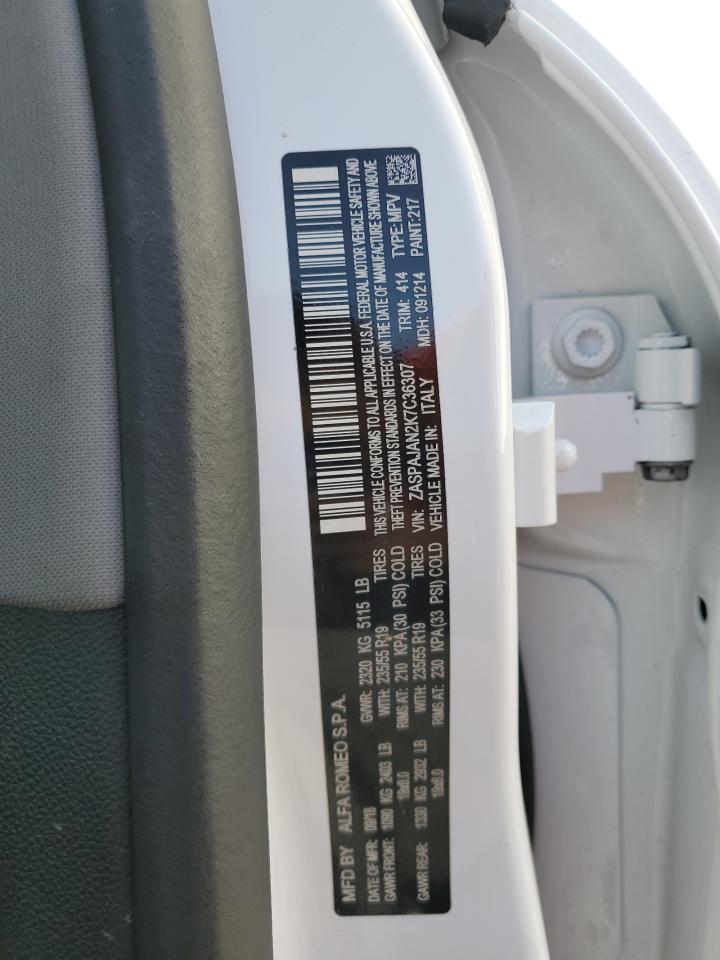 MFD BY ALFA ROMEO S.P.A.
DATE OF MFR: 09/18 GVWR: 2320 KG 5115 LB
GAWR FRONT: 1090 KG 2403 LB WITH: 235/55 R19 TIRES
19x8.0 RIMS AT: 210 KPA (30 PSI) COLD
GAWR REAR: 1330 KG 2932 LB WITH: 235/55 R19 TIRES
19x8.0 RIMS AT: 230 KPA (33 PSI) COLD
THIS VEHICLE CONFORMS TO ALL APPLICABLE U.S.A. FEDERAL MOTOR VEHICLE SAFETY AND
THEFT PREVENTION STANDARDS IN EFFECT ON THE DATE OF MANUFACTURE SHOWN ABOVE
VIN: ZASPAJAN2K7C36307 TRIM: 414 TYPE: MPV
VEHICLE MADE IN: ITALY MDH: 091214 PAINT: 217